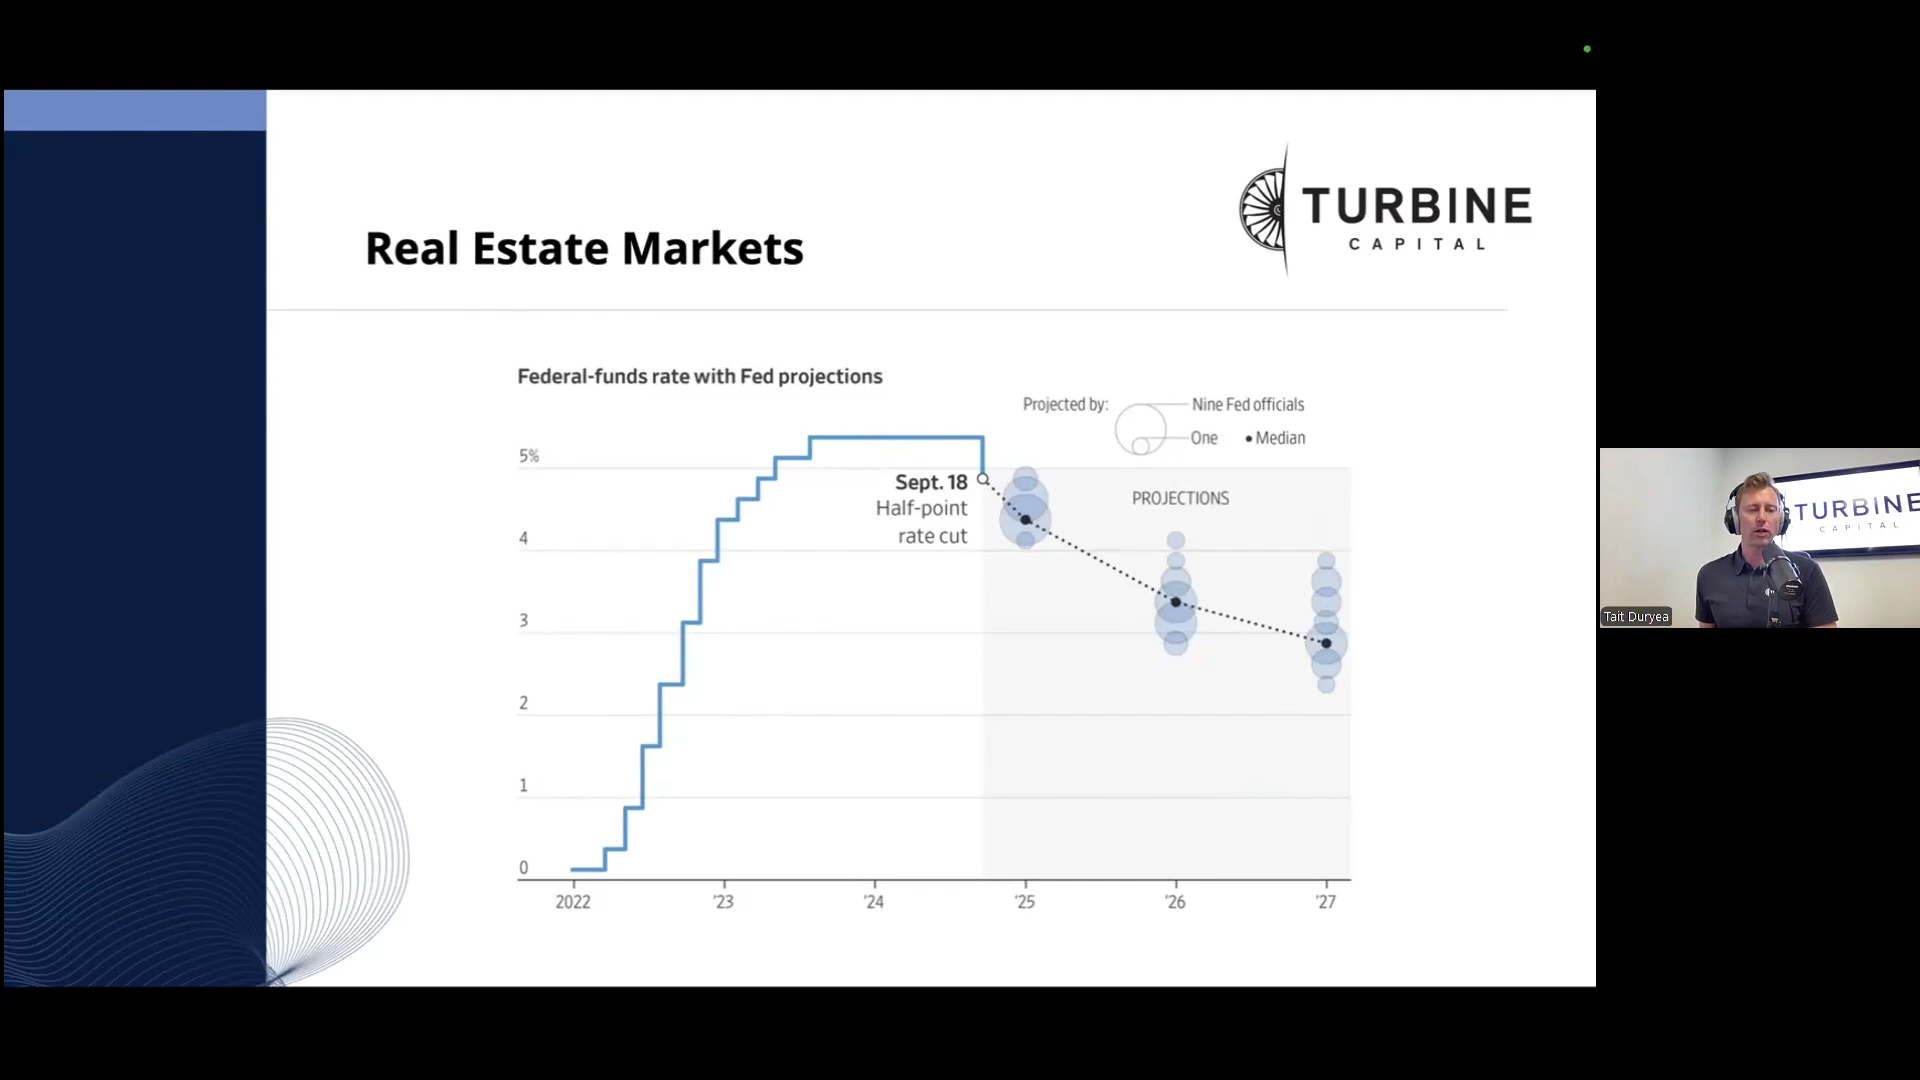 TURBINE
CAPITAL
Real Estate Markets
Federal-funds rate with Fed projections
Projected by:
Nine Fed officials
One
Median
5%
Sept. 18
Half-point
rate cut
PROJECTIONS
4
3
2
1
0
2022
'23
'24
'25
'26
'27
TURBINE
CAPITAL
Tait Duryea